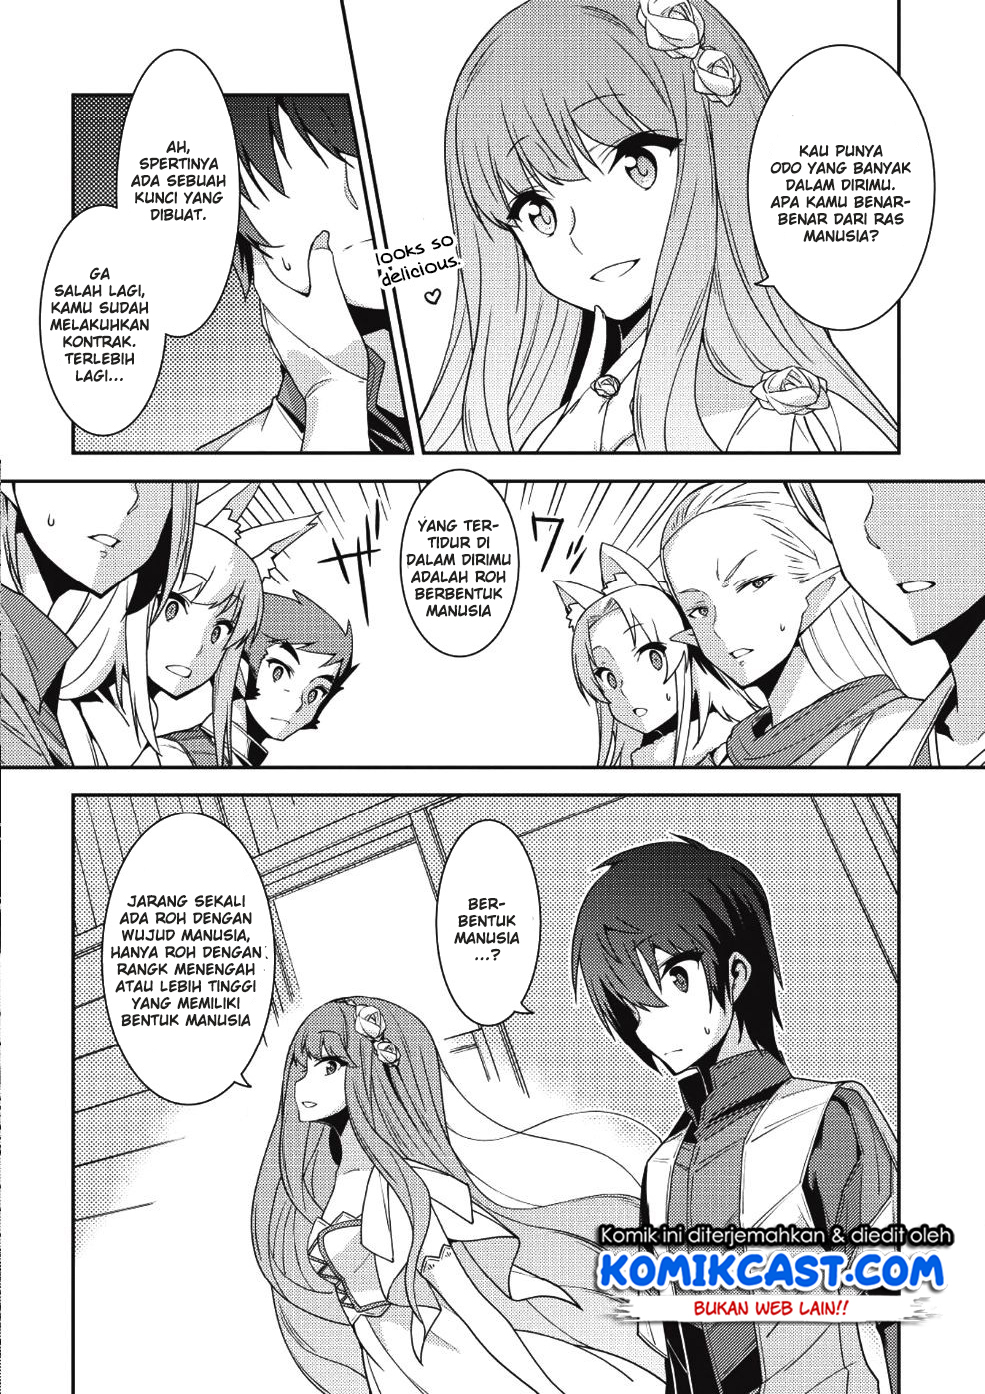 KAU PUNYA
ODO YANG BANYAK
DALAM DIRIMU.
APA KAMU BENAR-
BENAR DARI RAS
MANUSIA?
looks so
delicious.
AH,
SPERTINYA
ADA SEBUAH
KUNCI YANG
DIBUAT.
GA
SALAH LAGI,
KAMU SUDAH
MELAKUHKAN
KONTRAK.
TERLEBIH
LAGI...
YANG TER-
TIDUR DI
DALAM DIRIMU
ADALAH ROH
BERBENTUK
MANUSIA
ワ
ザ
BER-
BENTUK
MANUSIA
...?
JARANG SEKALI
ADA ROH DENGAN
WUJUD MANUSIA,
HANYA ROH DENGAN
RANGK MENENGAH
ATAU LEBIH TINGGI
YANG MEMILIKI
BENTUK MANUSIA
Komik ini diterjemahkan & diedit oleh
KOMIKCAST.COM
BUKAN WEB LAIN!!